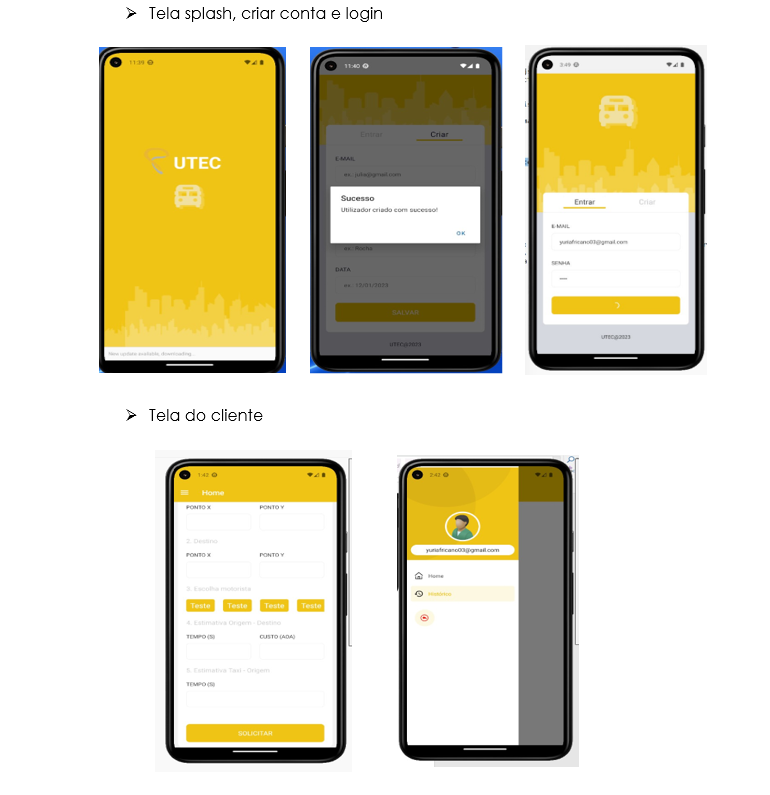 ➢ Tela splash, criar conta e login
11:39
UTEC
New update available, downloading...
11:40
Entrar Criar
E-MAIL
ex.: julia@gmail.com
Sucesso
Utilizador criado com sucesso!
OK
ex.: Rocha
DATA
ex.: 13/01/2023
SALVAR
UTEC@2023
3:49
Entrar Criar
E-MAIL
yuriafricano03@gmail.com
SENHA
UTEC@2023
➢ Tela do cliente
1:42
Home
PONTO X PONTO Y
2. Destino
PONTO X PONTO Y
3. Escolha motorista
Teste Teste Teste Teste
4. Estimativa Origem - Destino
TEMPO (S) CUSTO (AOA)
5. Estimativa Taxi - Origem
TEMPO (S)
SOLICITAR
2:42
yuriafricano03@gmail.com
Home
Histórico